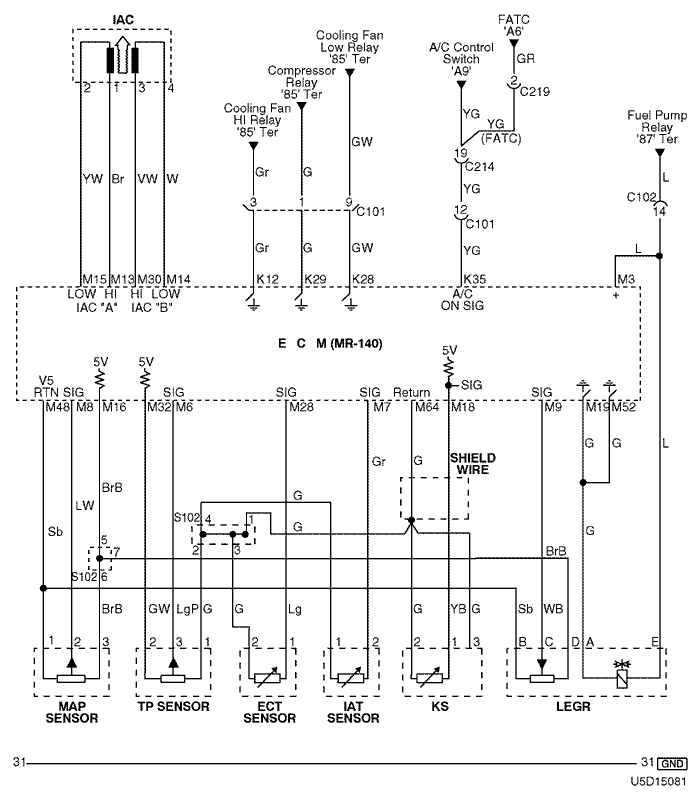 IAC
FATC
'A6'
Cooling Fan
Low Relay
'85' Ter
A/C Control
Switch
'A9'
GR
Compressor
Relay
'85' Ter
2 1 3 4
2
C219
Cooling Fan
HI Relay
'85' Ter
YG
YG
(FATC)
Fuel Pump
Relay
'87' Ter
GW
19
C214
YW Br VW W
Gr G
YG
L
C102
14
3 1 9
C101
12
C101
Gr G GW
YG
L
M15 M13 M30 M14
K12 K29 K28 K35 M3
LOW HI HI LOW
IAC "A" IAC "B"
A/C
ON SIG
+
E C M (MR-140)
5V 5V 5V
V5
RTN SIG SIG SIG SIG Return SIG SIG
M48 M8 M16 M32 M6 M28 M7 M64 M18 M9 M19 M52
G G L
Gr G
SHIELD
WIRE
BrB
LW
G
S102 4 1
G
Sb
G
5
7
2 3
BrB
S102 6
BrB GW LgP G G Lg G YB G Sb WB
1 2 3 2 3 1 2 1 1 2 2 1 3 B C D A E
MAP
SENSOR
TP SENSOR
ECT
SENSOR
IAT
SENSOR
KS
LEGR
31 31 GND
U5D15081